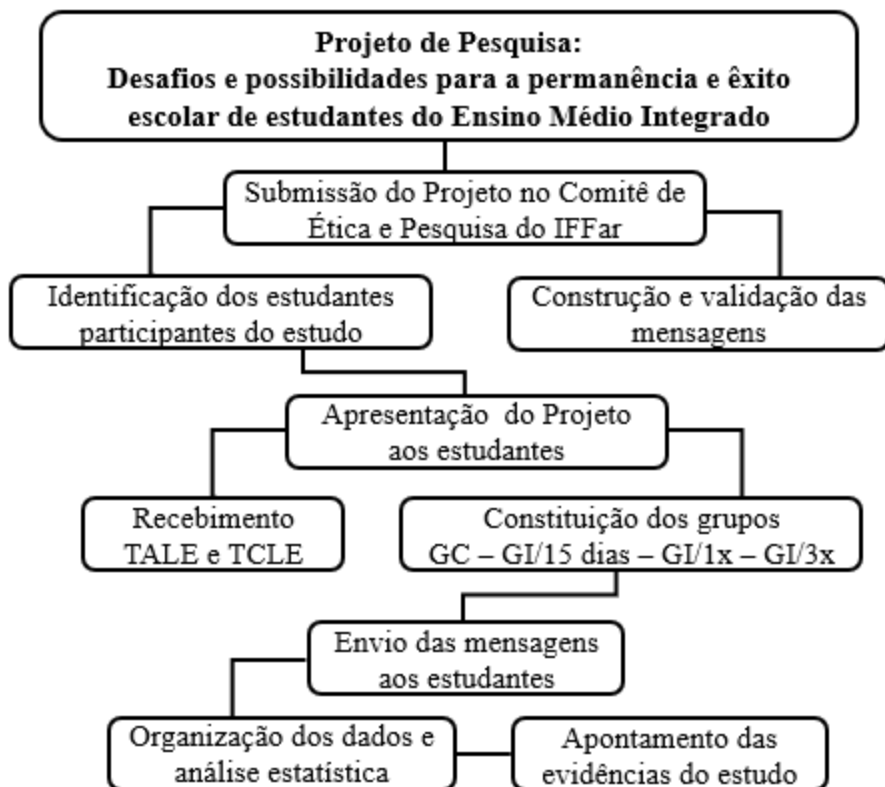 Projeto de Pesquisa:
Desafios e possibilidades para a permanência e êxito
escolar de estudantes do Ensino Médio Integrado
Submissão do Projeto no Comitê de
Ética e Pesquisa do IFFar
Identificação dos estudantes
participantes do estudo
Construção e validação das
mensagens
Apresentação do Projeto
aos estudantes
Recebimento
TALE e TCLE
Constituição dos grupos
GC – GI/15 dias – GI/1x – GI/3x
Envio das mensagens
aos estudantes
Organização dos dados e
análise estatística
Apontamento das
evidências do estudo